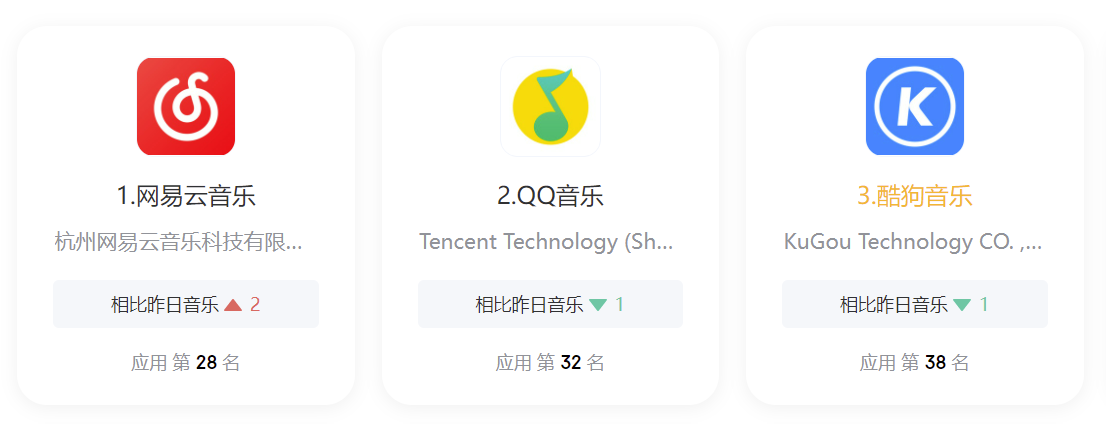 1.网易云音乐
杭州网易云音乐科技有限...
相比昨日音乐 ▲ 2
应用 第 28 名
2.QQ音乐
Tencent Technology (Sh...
相比昨日音乐 ▼ 1
应用 第 32 名
K
3.酷狗音乐
KuGou Technology CO. ,...
相比昨日音乐 ▼ 1
应用 第 38 名